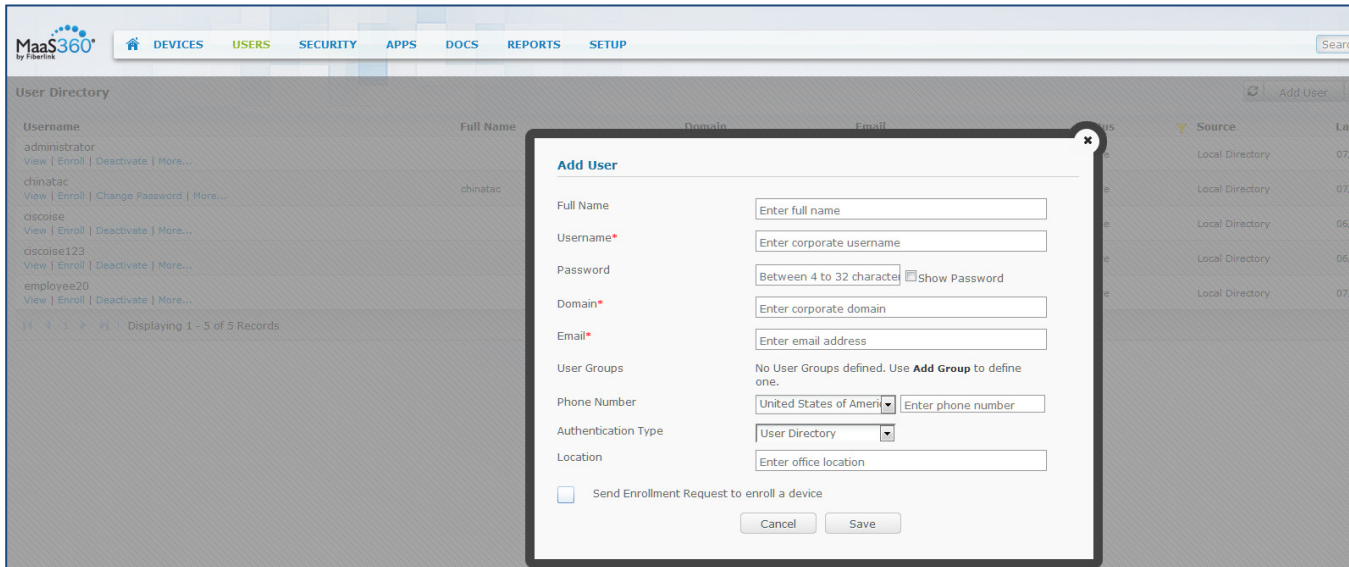 MaaS360
by Fiberlink
DEVICES USERS SECURITY APPS DOCS REPORTS SETUP
User Directory Add User
Username Full Name Domain Email Source
administrator
View | Enroll | Deactivate | More... Local Directory
chinatac
View | Enroll | Change Password | More... chinatac Local Directory
ciscoise
View | Enroll | Deactivate | More... Local Directory
ciscoise123
View | Enroll | Deactivate | More... Local Directory
employee20
View | Enroll | Deactivate | More... Local Directory
1 Displaying 1 - 5 of 5 Records
Add User
Full Name Enter full name
Username* Enter corporate username
Password Between 4 to 32 character Show Password
Domain* Enter corporate domain
Email* Enter email address
User Groups No User Groups defined. Use Add Group to define
one.
Phone Number United States of Ameri Enter phone number
Authentication Type User Directory
Location Enter office location
Send Enrollment Request to enroll a device
Cancel Save